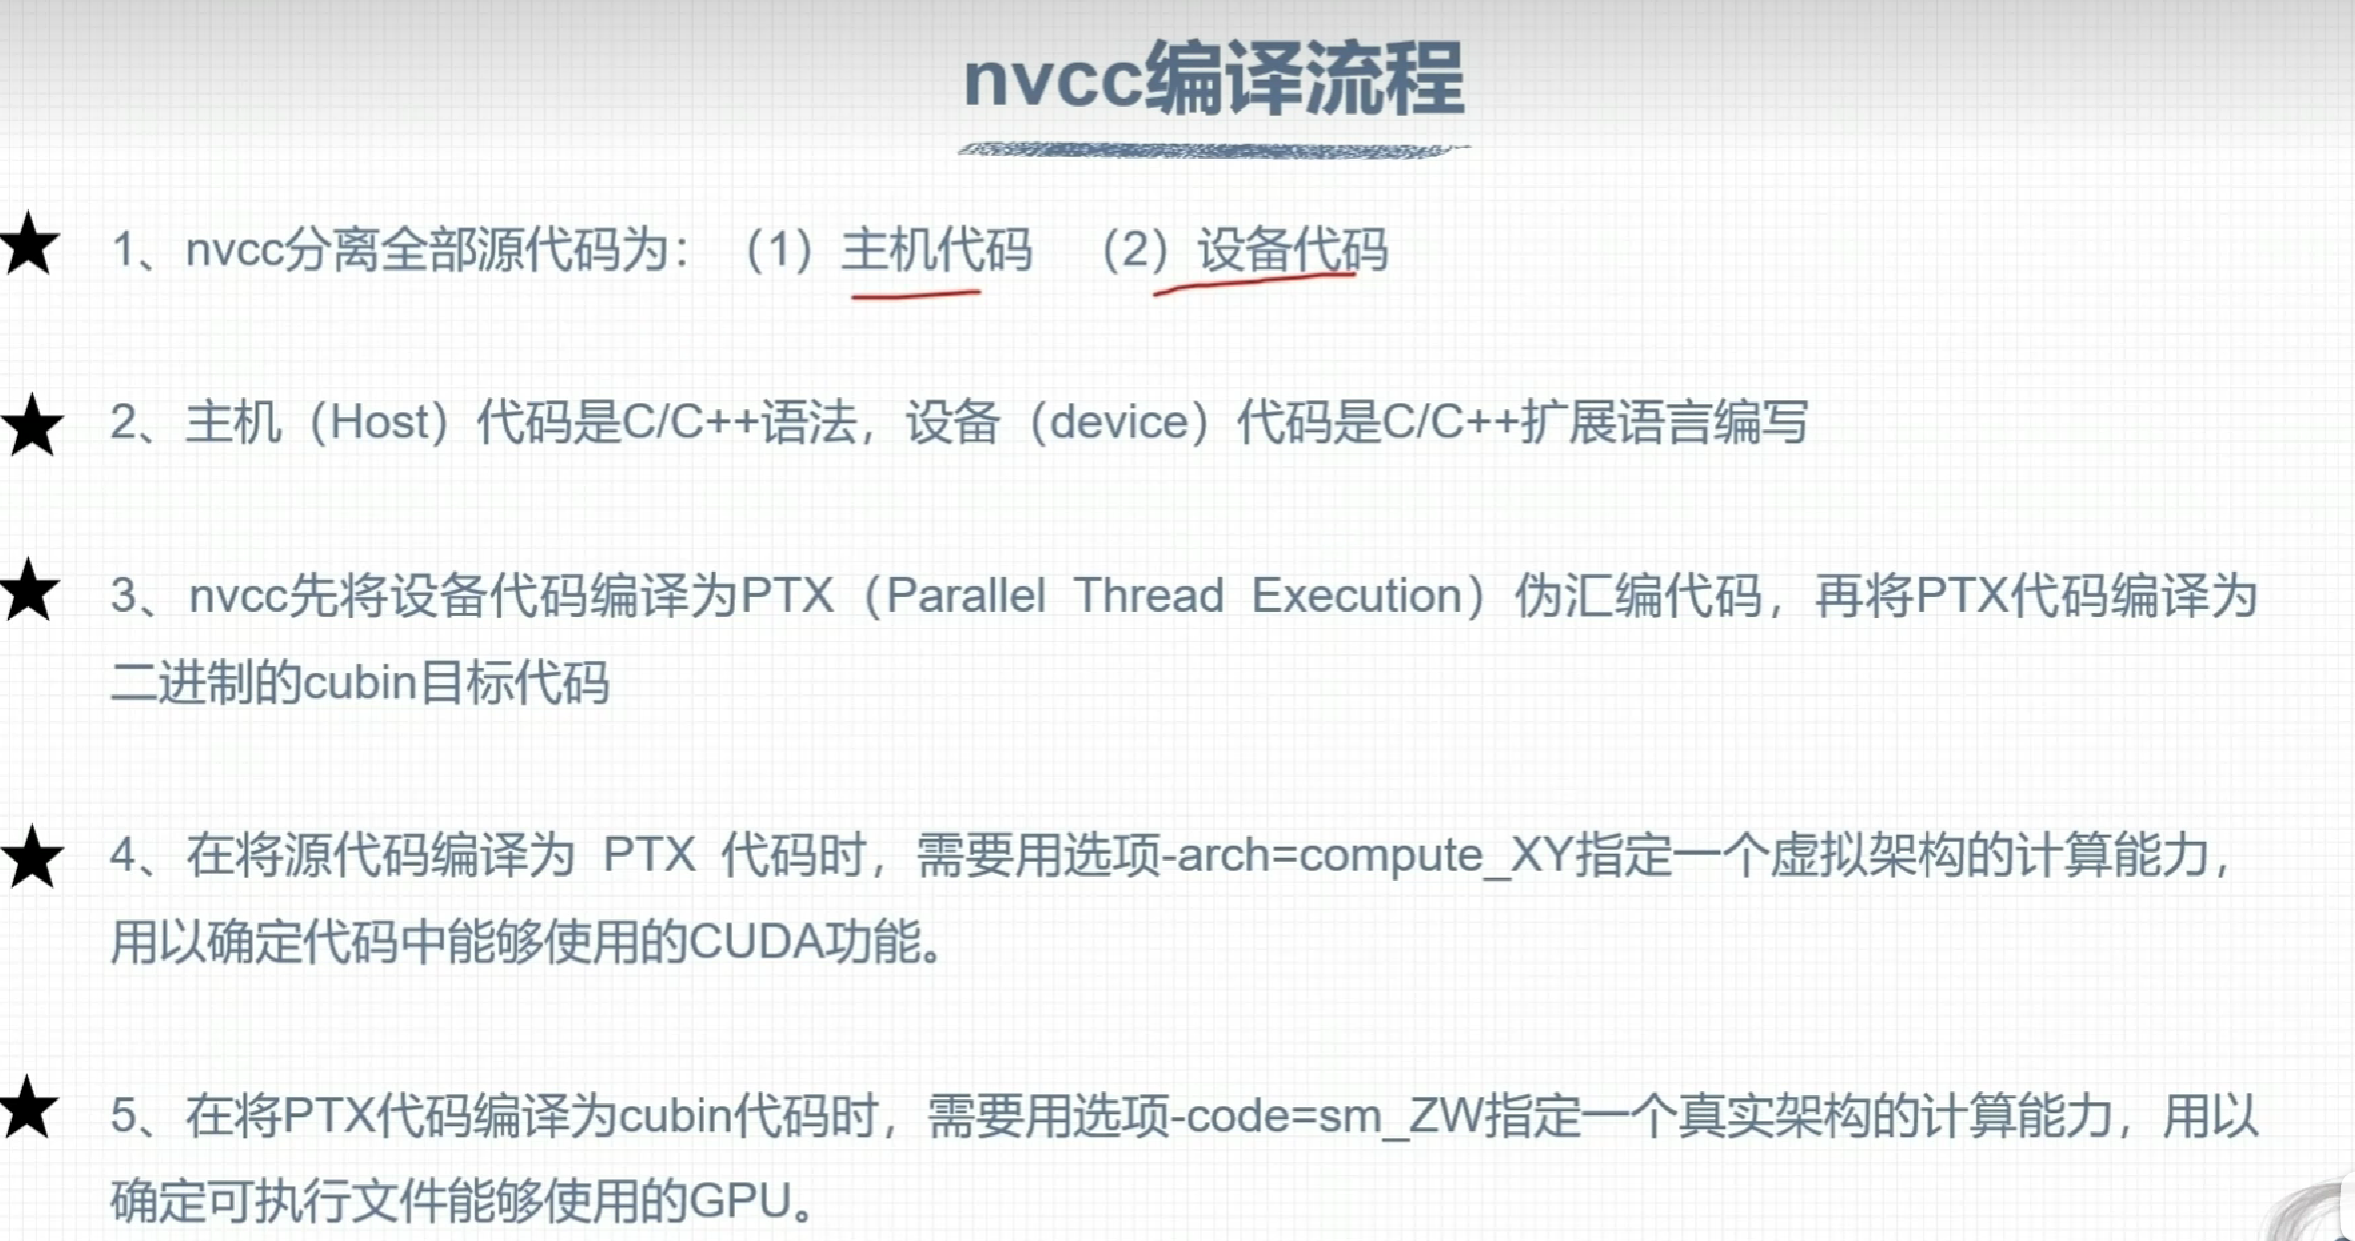 nvcc编译流程
1、nvcc分离全部源代码为：（1）主机代码 （2）设备代码
2、主机（Host）代码是C/C++语法，设备（device）代码是C/C++扩展语言编写
3、nvcc先将设备代码编译为PTX（Parallel Thread Execution）伪汇编代码，再将PTX代码编译为
二进制的cubin目标代码
4、在将源代码编译为 PTX 代码时，需要用选项-arch=compute_XY指定一个虚拟架构的计算能力，
用以确定代码中能够使用的CUDA功能。
5、在将PTX代码编译为cubin代码时，需要用选项-code=sm_ZW指定一个真实架构的计算能力，用以
确定可执行文件能够使用的GPU。